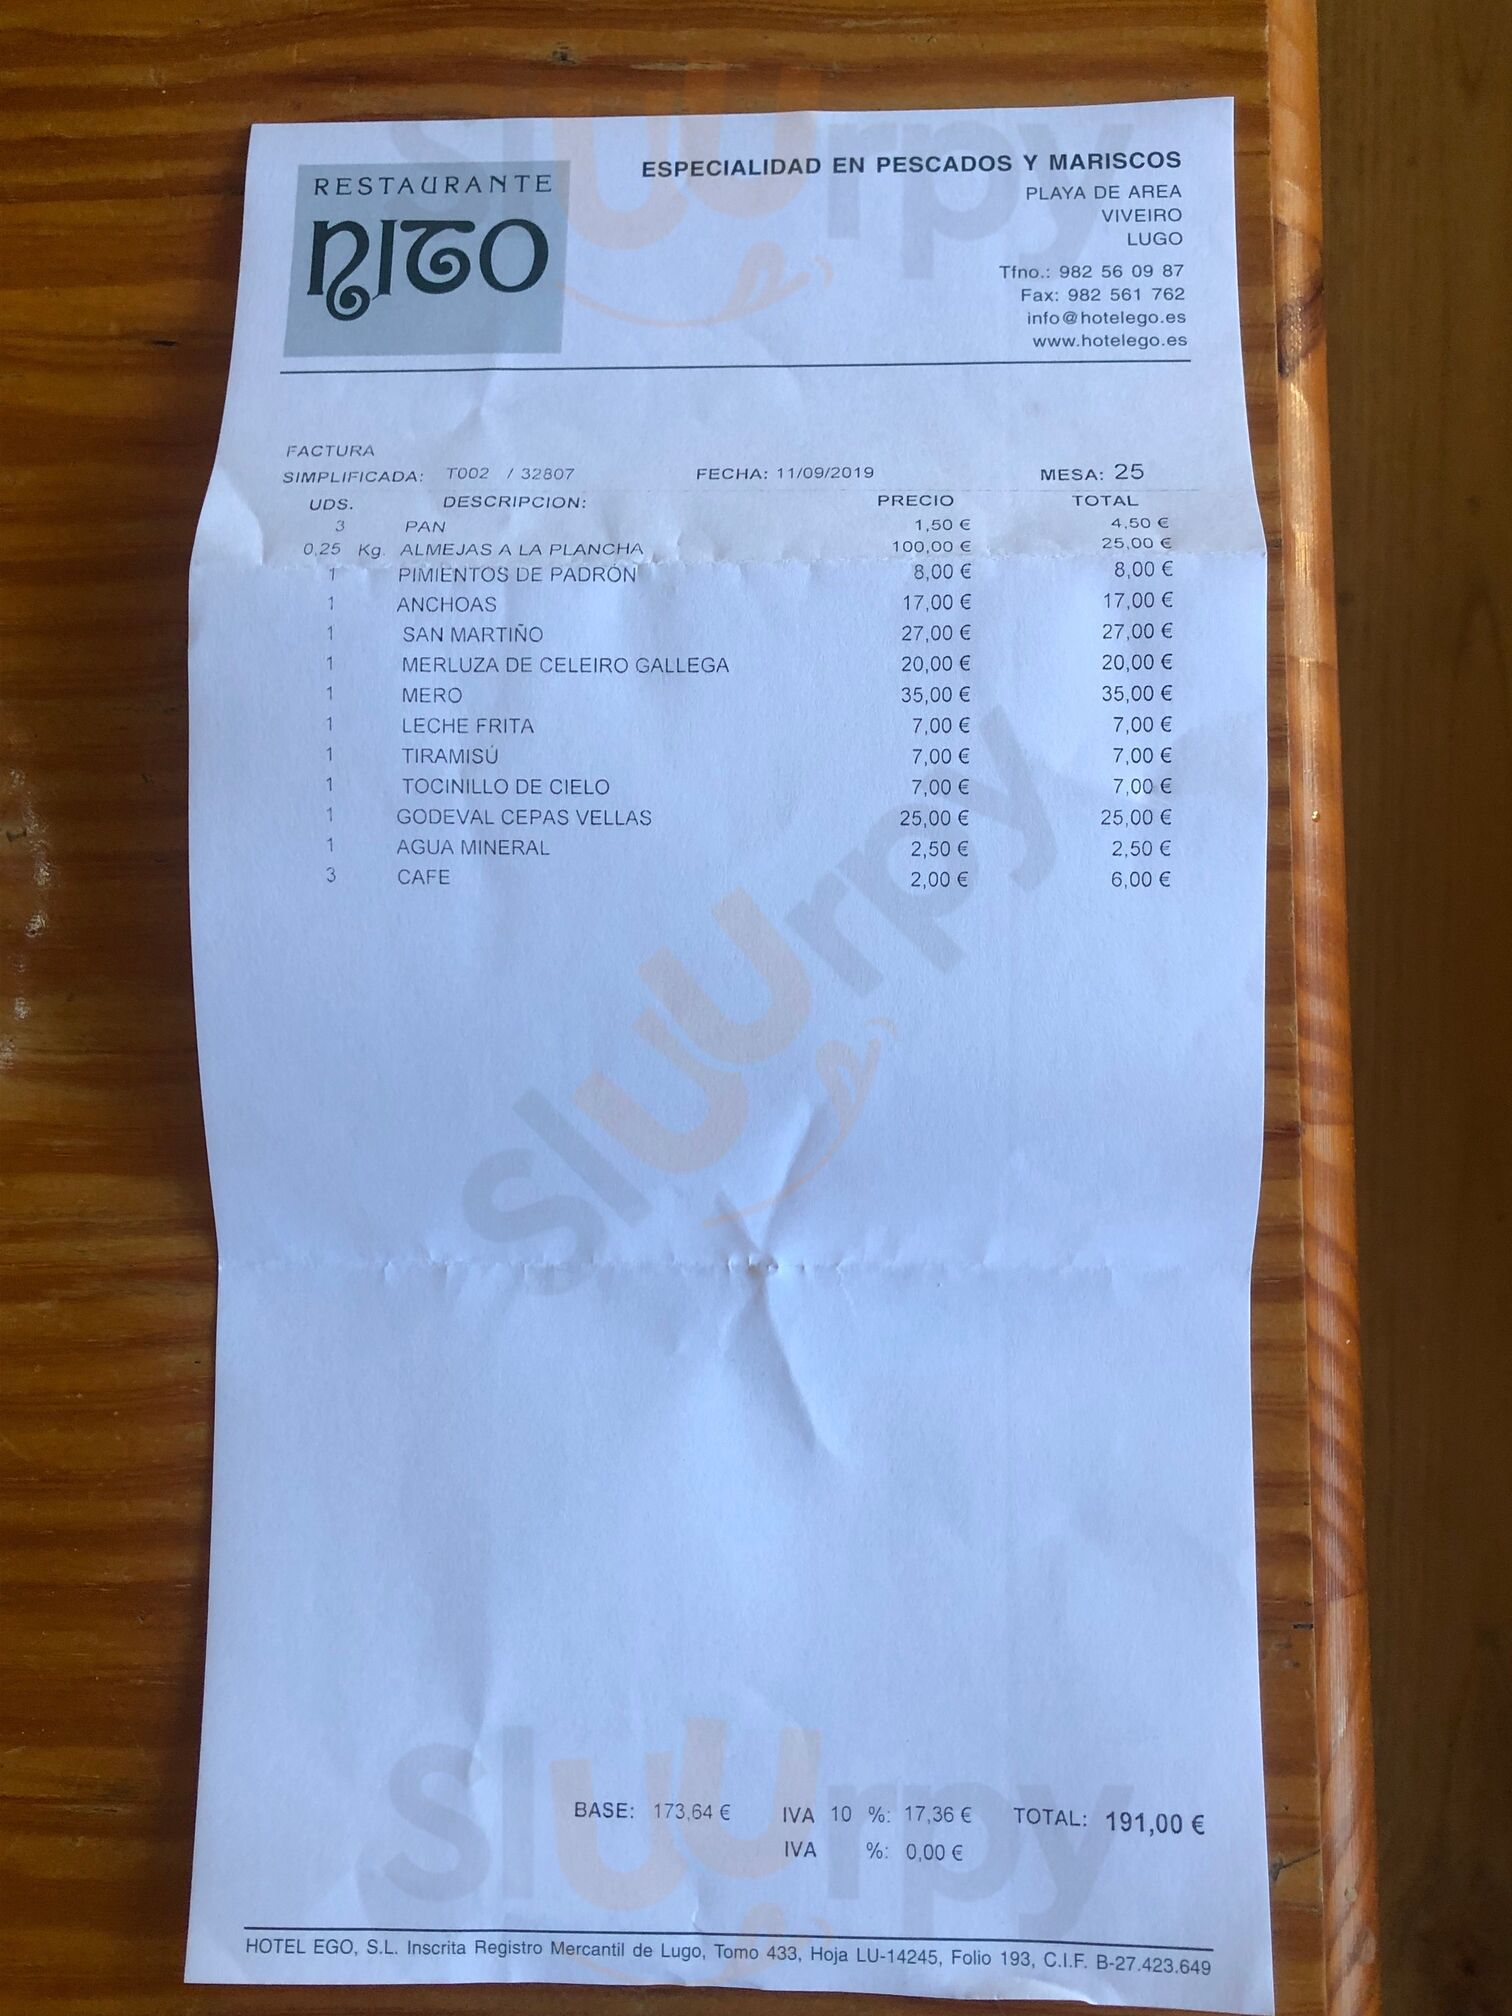 RESTAURANTE
NITO
ESPECIALIDAD EN PESCADOS Y MARISCOS
PLAYA DE AREA
VIVEIRO
LUGO
Tfno.: 982 56 09 87
Fax: 982 561 762
info@hotelego.es
www.hotelego.es
FACTURA
SIMPLIFICADA: T002 / 32807 FECHA: 11/09/2019 MESA: 25
UDS. DESCRIPCION: PRECIO TOTAL
3 PAN 1,50 € 4,50 €
0,25 Kg. ALMEJAS A LA PLANCHA 100,00 € 25,00 €
1 PIMIENTOS DE PADRÓN 8,00 € 8,00 €
1 ANCHOAS 17,00 € 17,00 €
1 SAN MARTIÑO 27,00 € 27,00 €
1 MERLUZA DE CELEIRO GALLEGA 20,00 € 20,00 €
1 MERO 35,00 € 35,00 €
1 LECHE FRITA 7,00 € 7,00 €
1 TIRAMISÚ 7,00 € 7,00 €
1 TOCINILLO DE CIELO 7,00 € 7,00 €
1 GODEVAL CEPAS VELLAS 25,00 € 25,00 €
1 AGUA MINERAL 2,50 € 2,50 €
3 CAFE 2,00 € 6,00 €
BASE: 173,64 € IVA 10 %: 17,36 € TOTAL: 191,00 €
IVA %: 0,00 €
HOTEL EGO, S.L. Inscrita Registro Mercantil de Lugo, Tomo 433, Hoja LU-14245, Folio 193, C.I.F. B-27.423.649
sluurpy
sluurpy
sluurpy